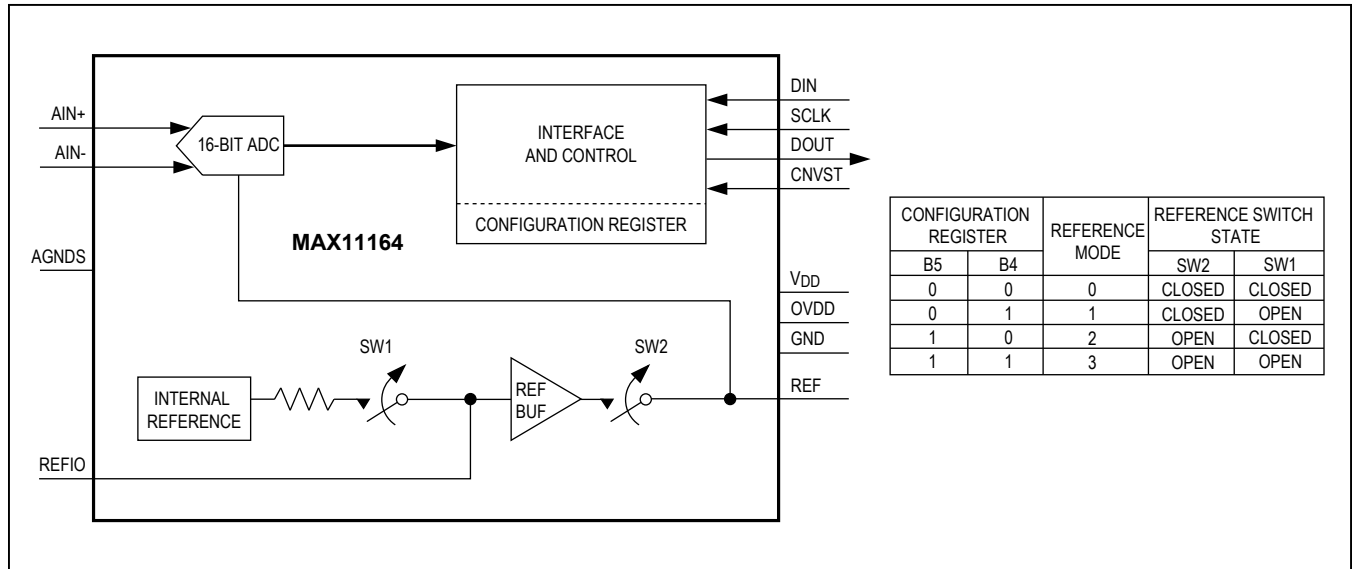 AIN+
AIN-
16-BIT ADC
INTERFACE
AND CONTROL
CONFIGURATION REGISTER
DIN
SCLK
DOUT
CNVST
MAX11164
AGNDS
VDD
OVDD
GND
REF
SW1
SW2
INTERNAL
REFERENCE
REF
BUF
REFIO
CONFIGURATION
REGISTER
REFERENCE
MODE
REFERENCE SWITCH
STATE
B5 B4 SW2 SW1
0 0 0 CLOSED CLOSED
0 1 1 CLOSED OPEN
1 0 2 OPEN CLOSED
1 1 3 OPEN OPEN